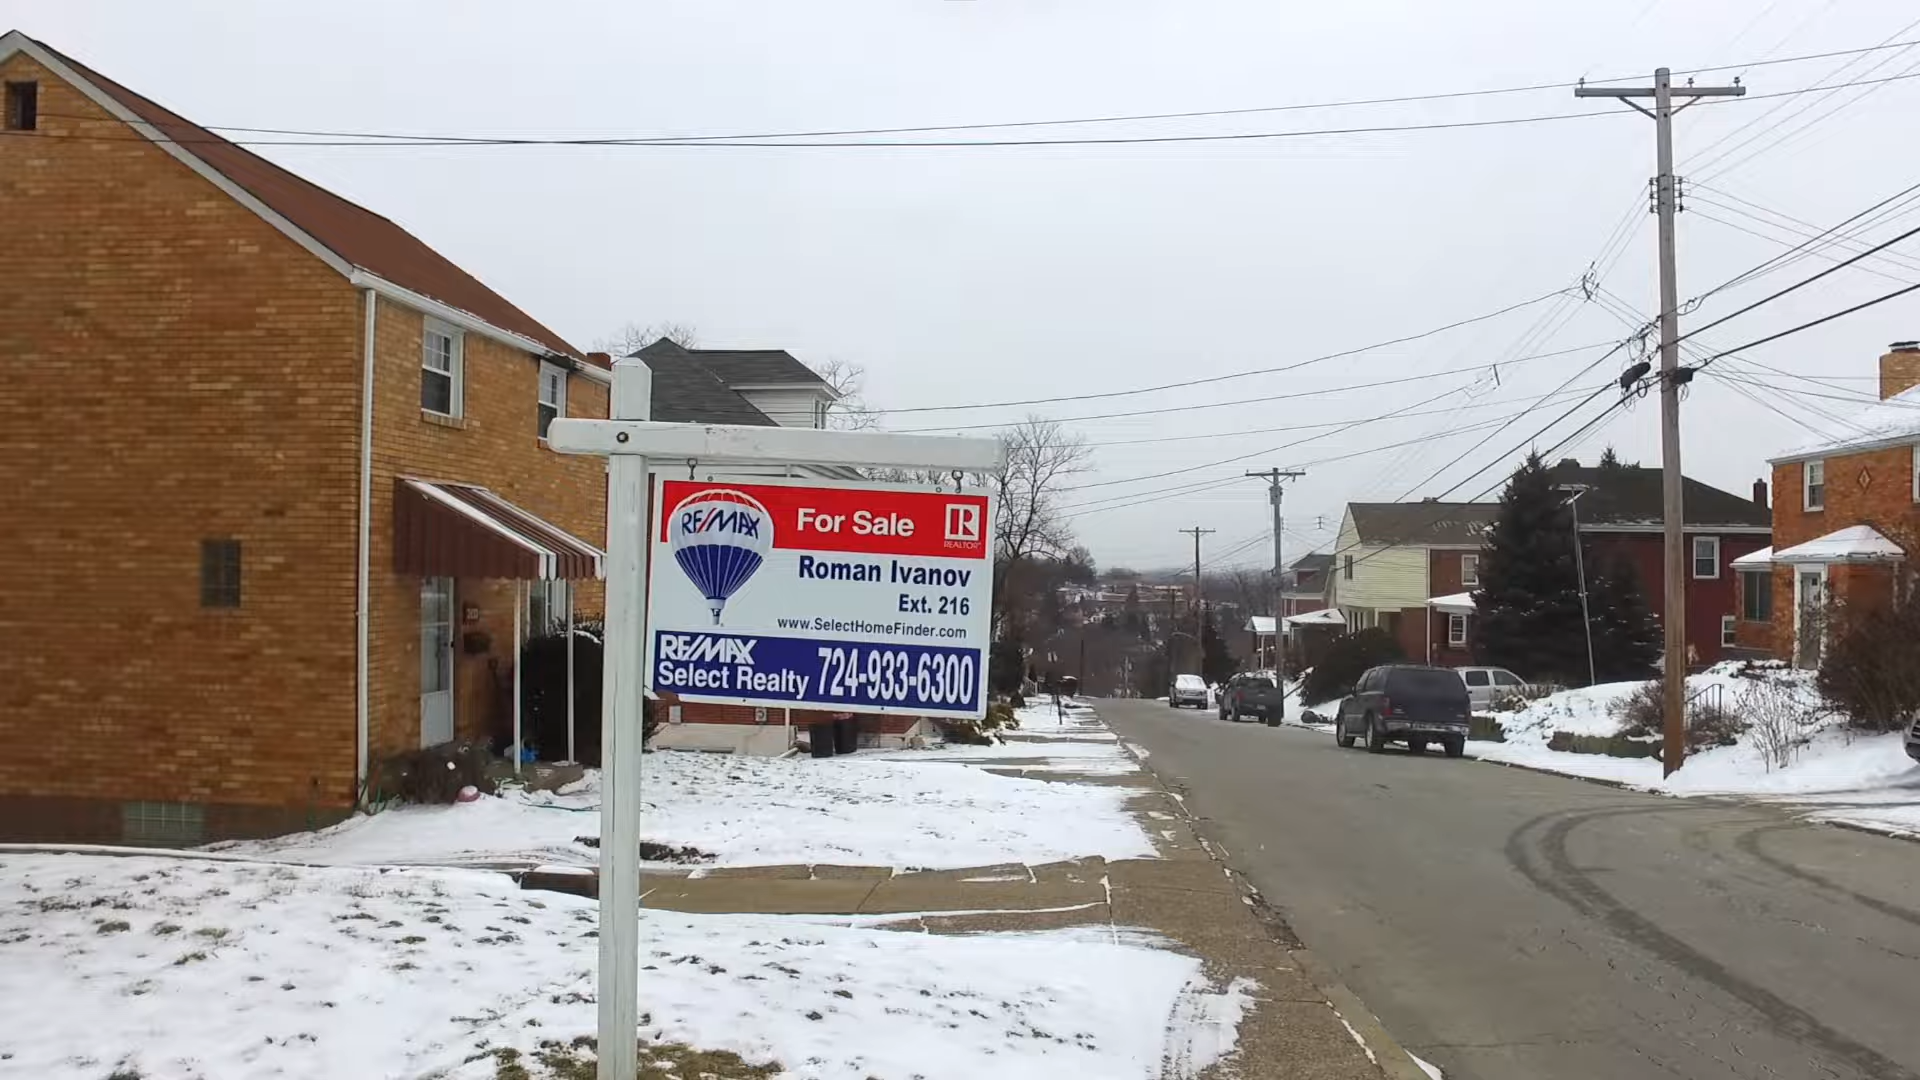 RE/MAX
For Sale
R
REALTOR
Roman Ivanov
Ext. 216
www.SelectHomeFinder.com
RE/MAX
Select Realty 724-933-6300